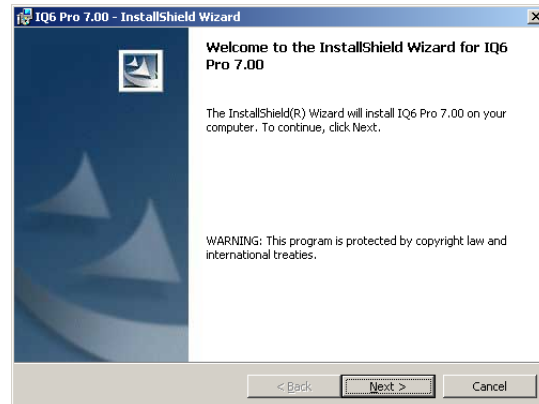 IQ6 Pro 7.00 - InstallShield Wizard
Welcome to the InstallShield Wizard for IQ6
Pro 7.00
The InstallShield(R) Wizard will install IQ6 Pro 7.00 on your
computer. To continue, click Next.
WARNING: This program is protected by copyright law and
international treaties.
< Back
Next >
Cancel